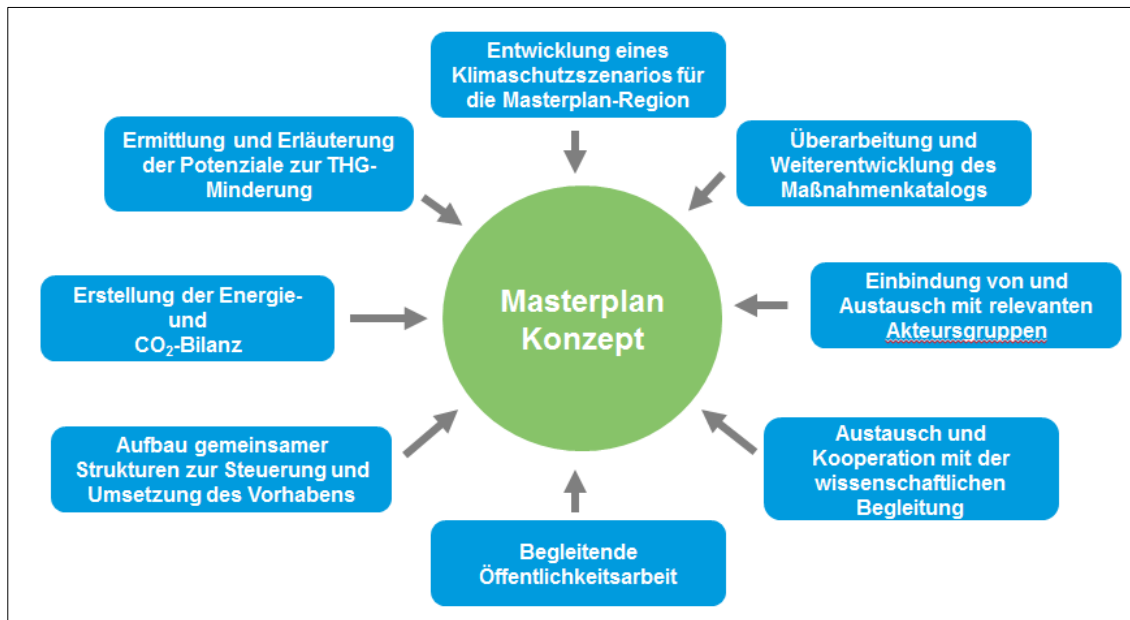 Entwicklung eines
Klimaschutzszenarios für
die Masterplan-Region
Ermittlung und Erläuterung
der Potenziale zur THG-
Minderung
Überarbeitung und
Weiterentwicklung des
Maßnahmenkatalogs
Erstellung der Energie-
und
CO₂-Bilanz
Masterplan
Konzept
Einbindung von und
Austausch mit relevanten
Akteursgruppen
Aufbau gemeinsamer
Strukturen zur Steuerung und
Umsetzung des Vorhabens
Austausch und
Kooperation mit der
wissenschaftlichen
Begleitung
Begleitende
Öffentlichkeitsarbeit